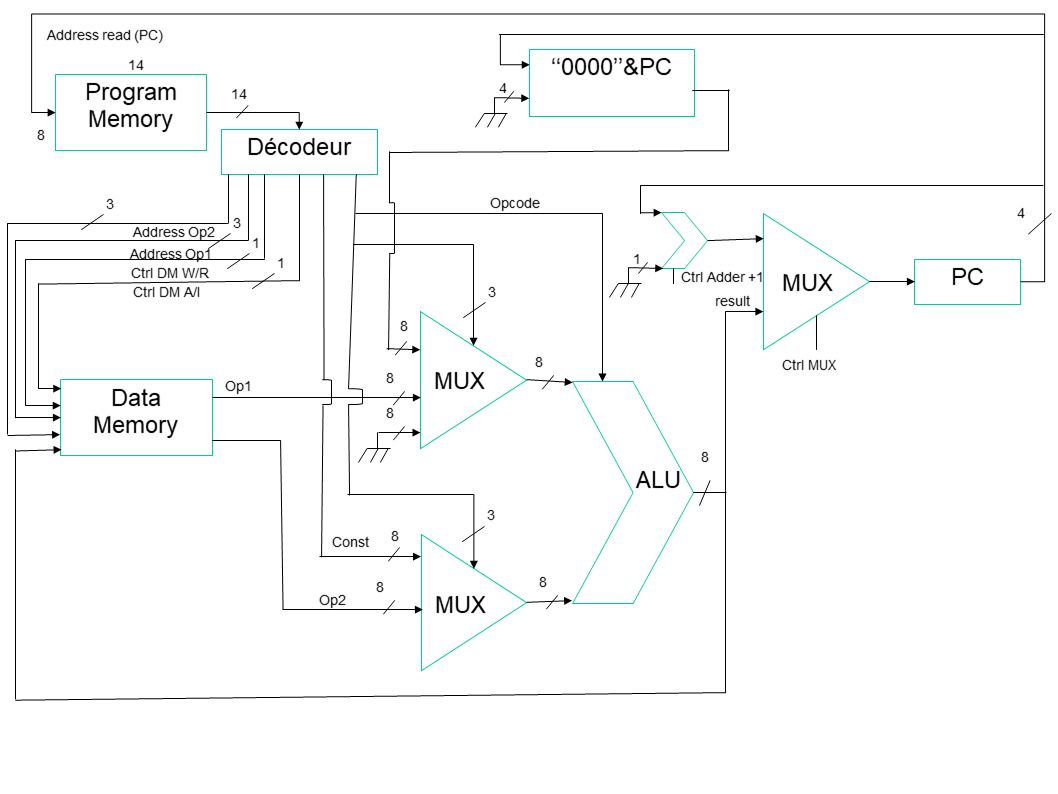 Address read (PC)
14
Program
Memory
8
14
Décodeur
“0000”&PC
4
3
Address Op2
3
Address Op1
1
Ctrl DM W/R
1
Ctrl DM A/I
Opcode
4
1
Ctrl Adder +1
result
MUX
PC
Ctrl MUX
3
8
MUX
8
8
8
Data
Memory
Op1
ALU
8
3
Const
8
8
Op2
MUX
8